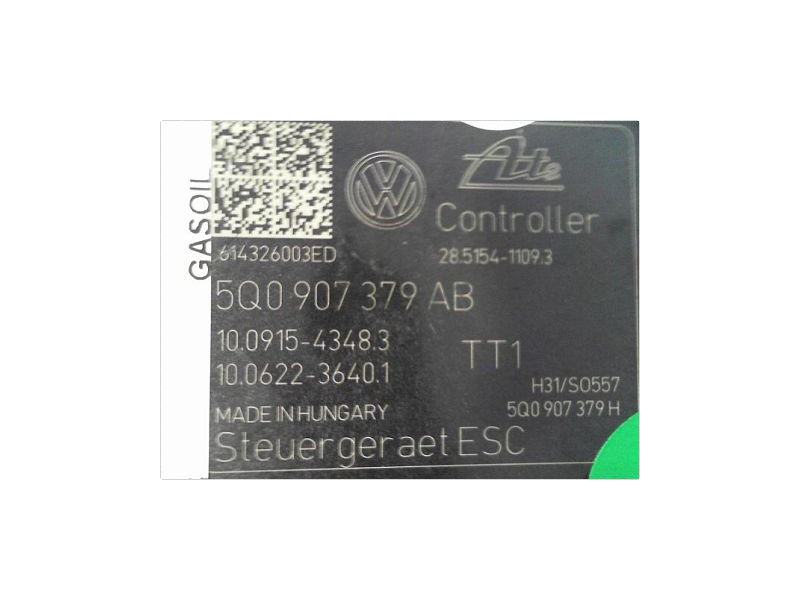 GASOIL
Ate
Controller
614326003ED
28.5154-1109.3
5Q0 907 379 AB
10.0915-4348.3
10.0622-3640.1
TT1
H31/SO557
5Q0 907 379 H
MADE IN HUNGARY
Steuergeraet ESC